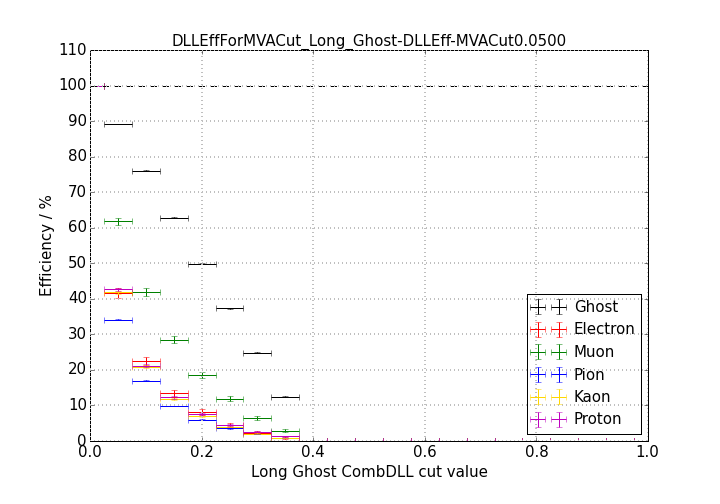 DLLEffForMVACut_Long_Ghost-DLLEff-MVACut0.0500
110
100
90
80
70
60
50
40
30
20
10
0
Efficiency / %
Ghost
Electron
Muon
Pion
Kaon
Proton
0.0 0.2 0.4 0.6 0.8 1.0
Long Ghost CombDLL cut value